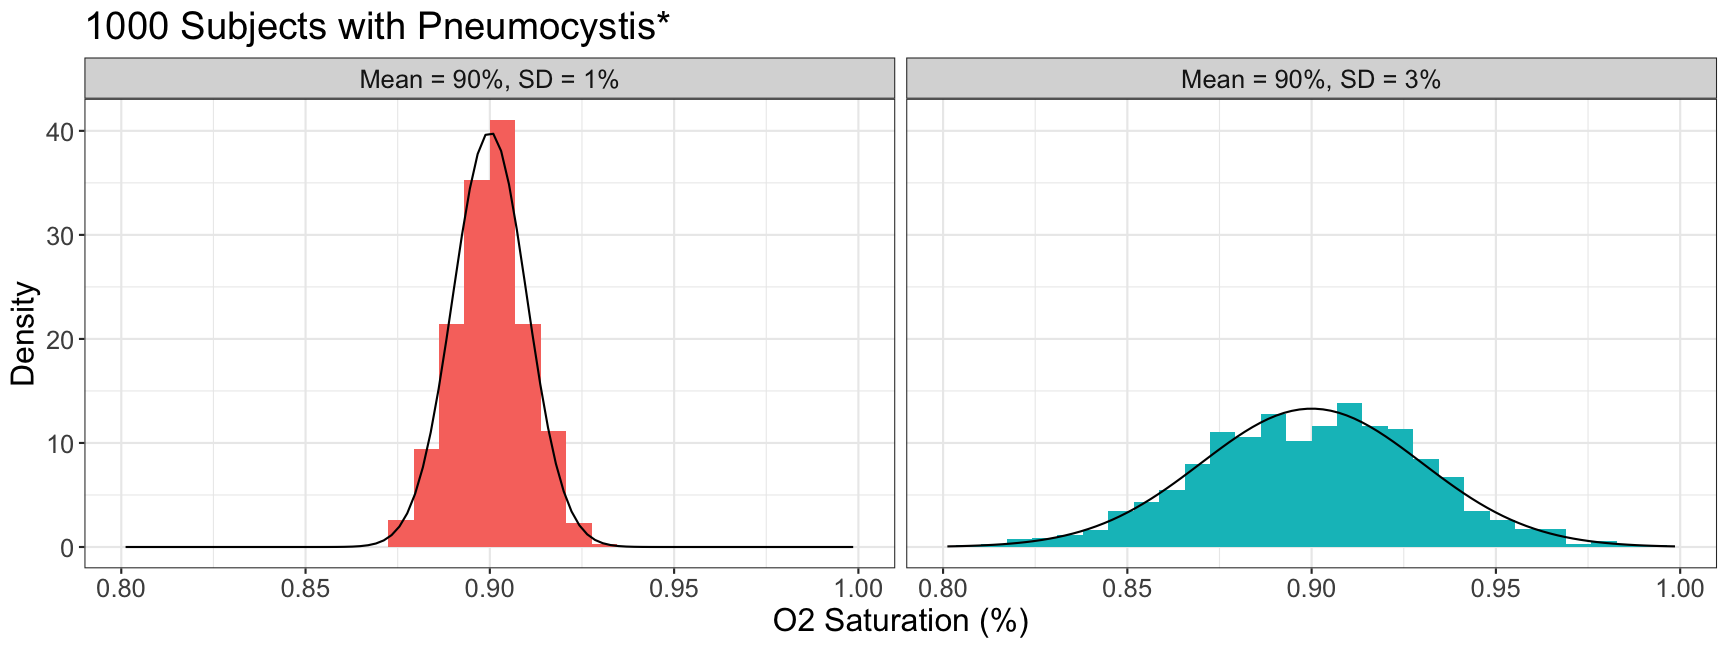 1000 Subjects with Pneumocystis*
Mean = 90%, SD = 1%
Mean = 90%, SD = 3%
Density
40
30
20
10
0
0.80 0.85 0.90 0.95 1.00
0.80 0.85 0.90 0.95 1.00
O2 Saturation (%)